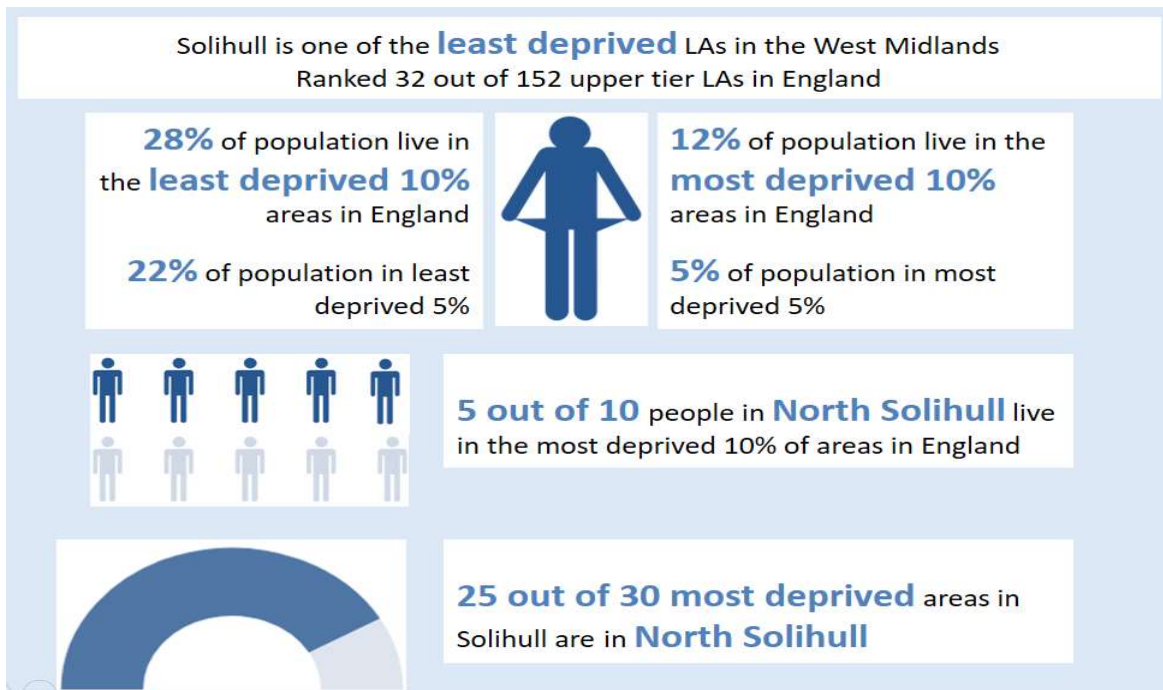 Solihull is one of the least deprived LAs in the West Midlands
Ranked 32 out of 152 upper tier LAs in England
28% of population live in
the least deprived 10%
areas in England
22% of population in least
deprived 5%
12% of population live in the
most deprived 10%
areas in England
5% of population in most
deprived 5%
5 out of 10 people in North Solihull live
in the most deprived 10% of areas in England
25 out of 30 most deprived areas in
Solihull are in North Solihull